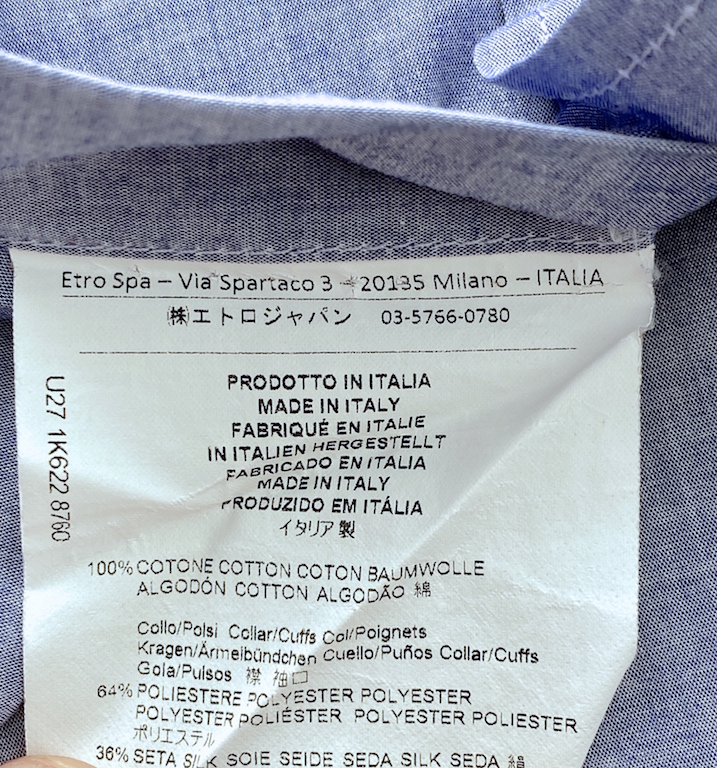 Etro Spa – Via Spartaco 3 – 20135 Milano – ITALIA
㈱エトロジャパン 03-5766-0780
U27 1K622 8760
PRODOTTO IN ITALIA
MADE IN ITALY
FABRIQUÉ EN ITALIE
IN ITALIEN HERGESTELLT
FABRICADO EN ITALIA
MADE IN ITALY
PRODUZIDO EM ITÁLIA
イタリア製
100% COTONE COTTON COTON BAUMWOLLE
ALGODÓN COTTON ALGODÃO 綿
Collo/Polsi Collar/Cuffs Col/Poignets
Kragen/Ärmelbündchen Cuello/Puños Collar/Cuffs
Gola/Pulsos 襟 袖口
64% POLIESTERE POLYESTER POLYESTER
POLYESTER POLIÉSTER POLYESTER POLIESTER
ポリエステル
36% SETA SILK SOIE SEIDE SEDA SILK SEDA 絹